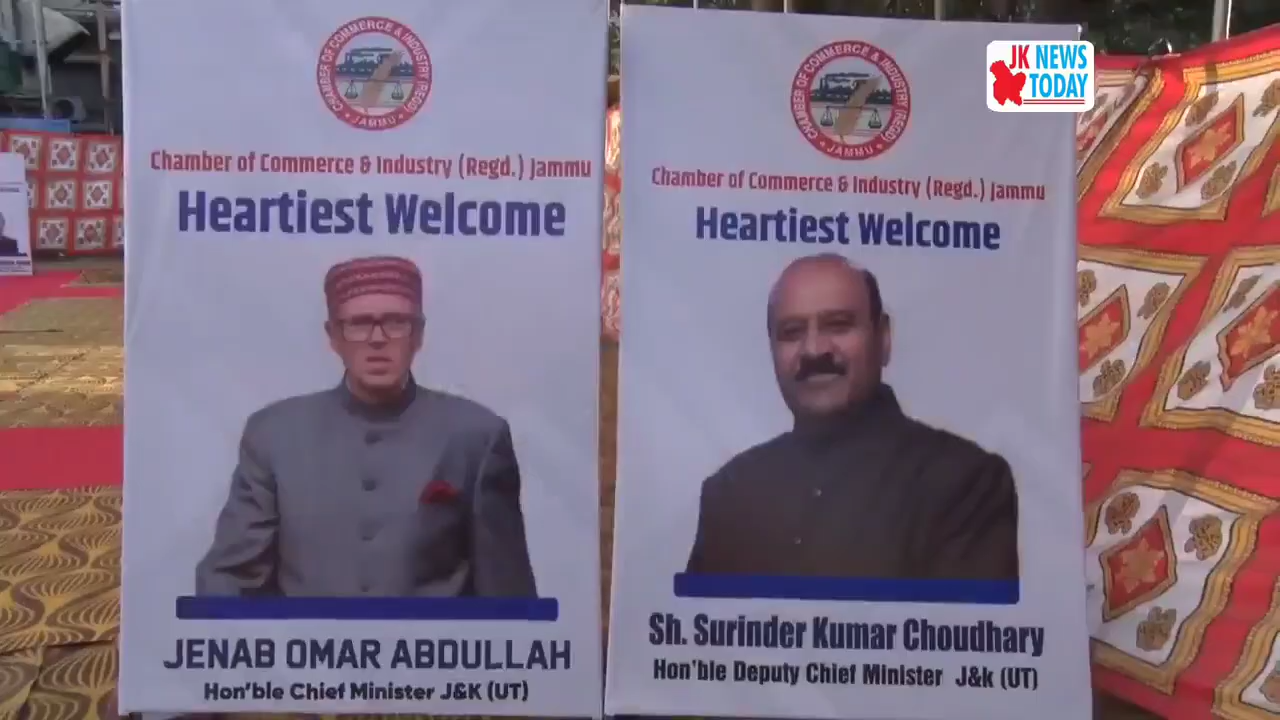 CHAMBER OF COMMERCE & INDUSTRY (REGD)
JAMMU
Chamber of Commerce & Industry (Regd.) Jammu
Heartiest Welcome
JENAB OMAR ABDULLAH
Hon'ble Chief Minister J&K (UT)
CHAMBER OF COMMERCE & INDUSTRY (REGD)
JAMMU
Chamber of Commerce & Industry (Regd.) Jammu
Heartiest Welcome
Sh. Surinder Kumar Choudhary
Hon'ble Deputy Chief Minister J&k (UT)
JK NEWS
TODAY